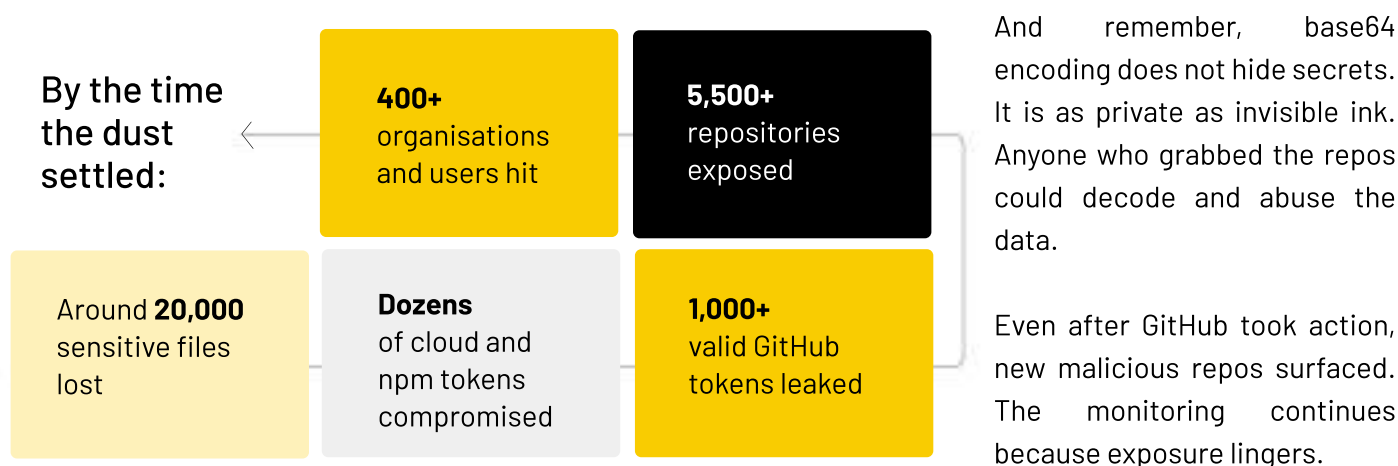 By the time
the dust
settled:
400+
organisations
and users hit
5,500+
repositories
exposed
Around 20,000
sensitive files
lost
Dozens
of cloud and
npm tokens
compromised
1,000+
valid GitHub
tokens leaked
And remember, base64
encoding does not hide secrets.
It is as private as invisible ink.
Anyone who grabbed the repos
could decode and abuse the
data.
Even after GitHub took action,
new malicious repos surfaced.
The monitoring continues
because exposure lingers.